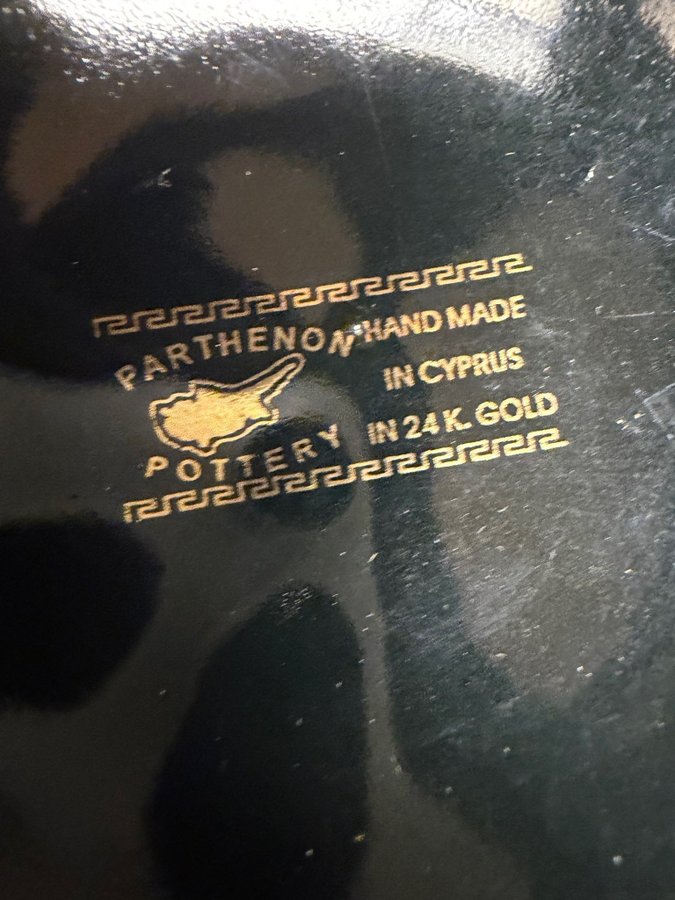 PARTHENON
POTTERY
HAND MADE
IN CYPRUS
IN 24 K. GOLD